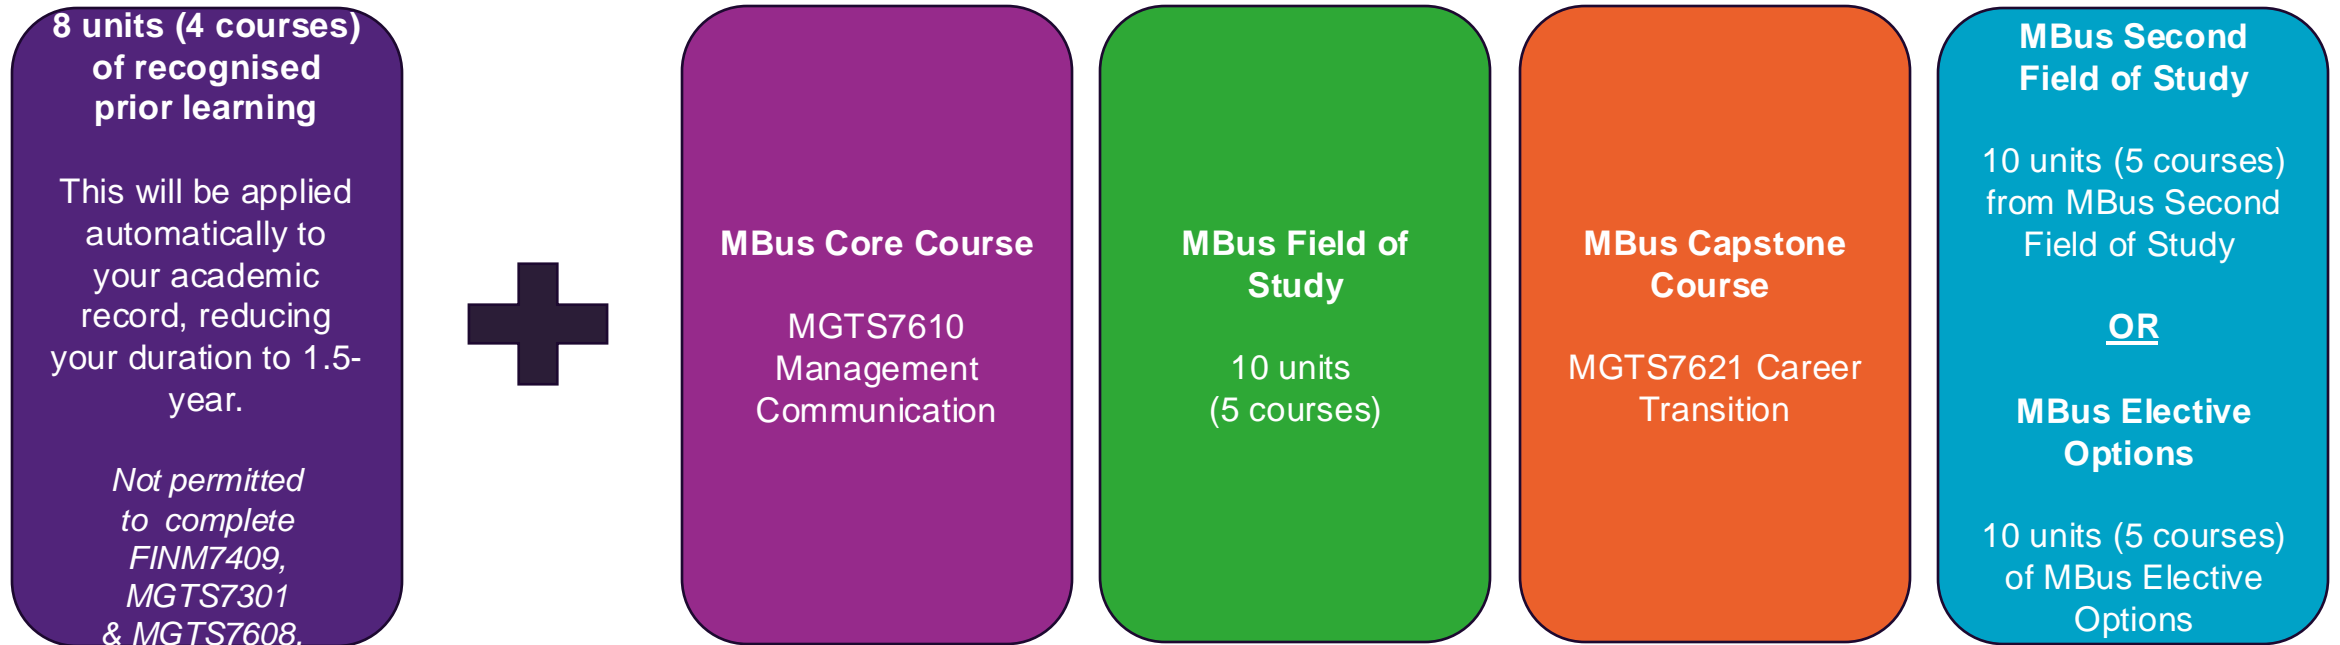 8 units (4 courses)
of recognised
prior learning
This will be applied
automatically to
your academic
record, reducing
your duration to 1.5-
year.
Not permitted
to complete
FINM7409,
MGTS7301
& MGTS7608.
MBus Core Course
MGTS7610
Management
Communication
MBus Field of
Study
10 units
(5 courses)
MBus Capstone
Course
MGTS7621 Career
Transition
MBus Second
Field of Study
10 units (5 courses)
from MBus Second
Field of Study
OR
MBus Elective
Options
10 units (5 courses)
of MBus Elective
Options